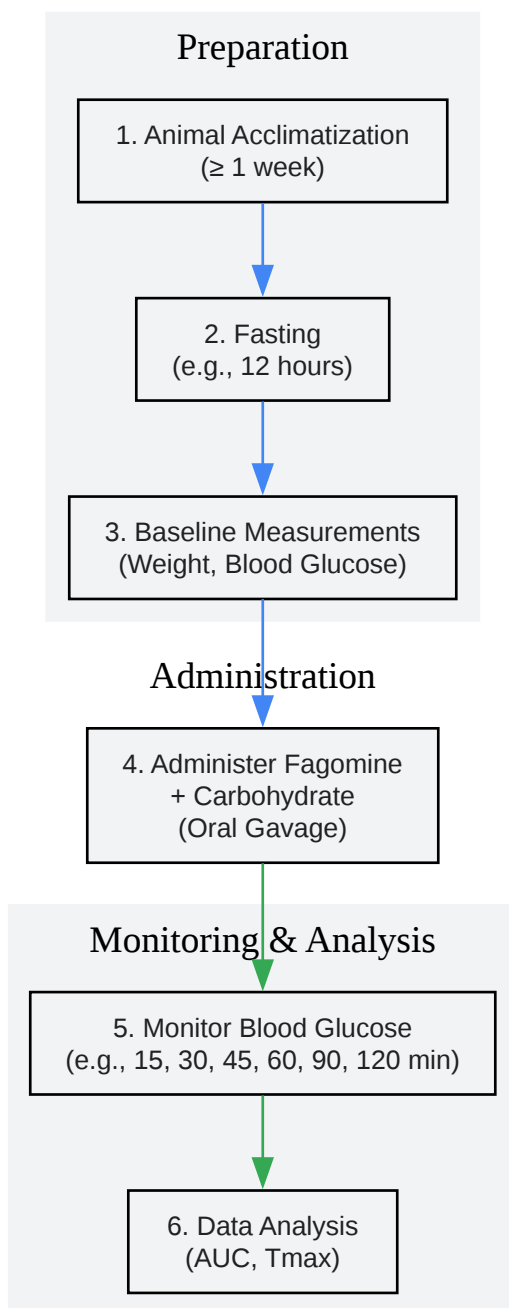 Preparation
1. Animal Acclimatization
(≥ 1 week)
2. Fasting
(e.g., 12 hours)
3. Baseline Measurements
(Weight, Blood Glucose)
Administration
4. Administer Fagomine
+ Carbohydrate
(Oral Gavage)
Monitoring & Analysis
5. Monitor Blood Glucose
(e.g., 15, 30, 45, 60, 90, 120 min)
6. Data Analysis
(AUC, Tmax)